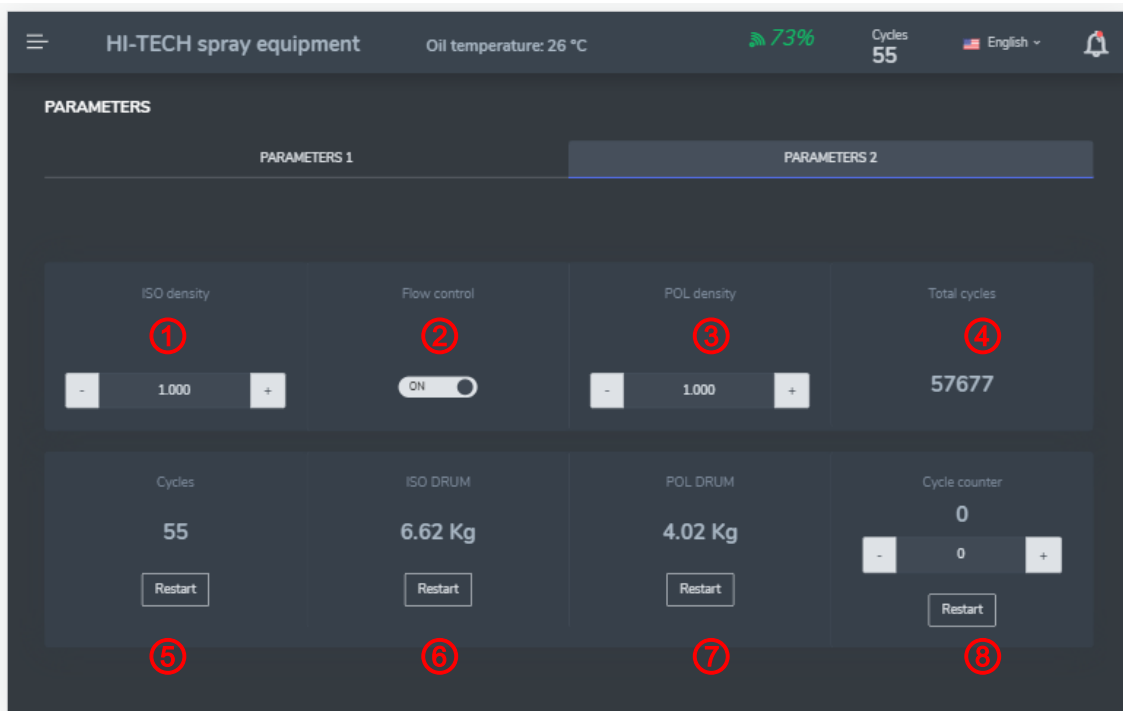 HI-TECH spray equipment Oil temperature: 26 °C 73% Cycles English
55
PARAMETERS
PARAMETERS 1 PARAMETERS 2
ISO density Flow control POL density Total cycles
1 2 3 4
- 1.000 + ON - 1.000 + 57677
Cycles ISO DRUM POL DRUM Cycle counter
55 6.62 Kg 4.02 Kg 0
- 0 +
Restart Restart Restart Restart
5 6 7 8